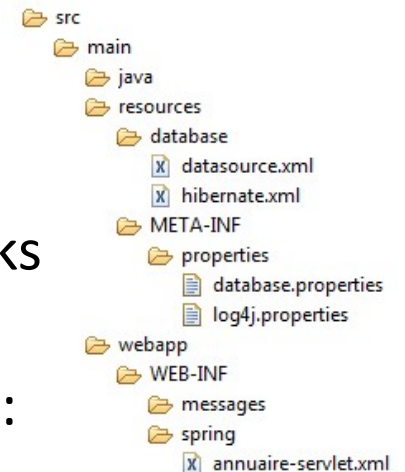 src
main
java
resources
database
datasource.xml
hibernate.xml
META-INF
ks
properties
database.properties
log4j.properties
webapp
:
WEB-INF
messages
spring
annuaire-servlet.xml